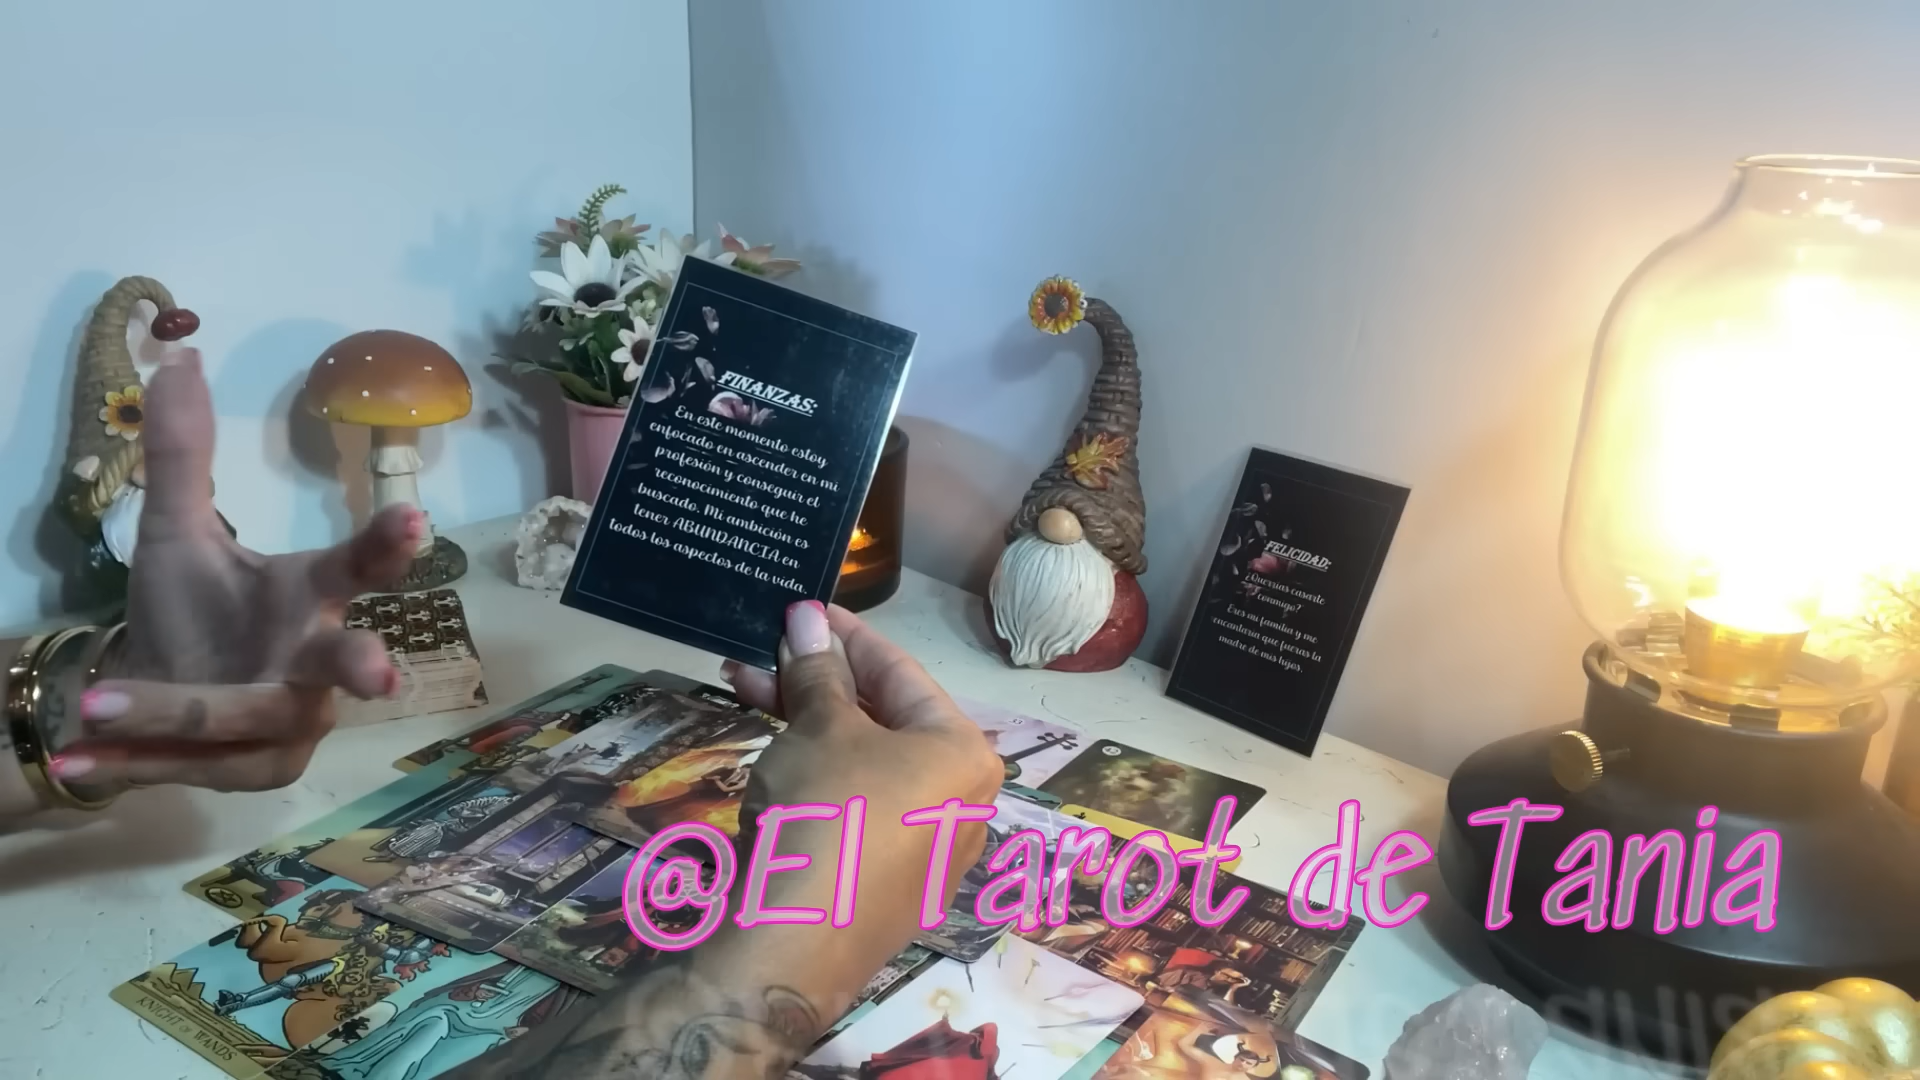 FINANZAS:
En este momento estoy
enfocado en ascender en mi
profesión y conseguir el
reconocimiento que he
buscado. Mi ambición es
tener ABUNDANCIA en
todos los aspectos de la vida.
FELICIDAD:
¿Querrías casarte
conmigo?
Eres mi familia y me
encantaría que fueras la
madre de mis hijos.
33
42
@El Tarot de Tania
KNIGHT OF WANDS